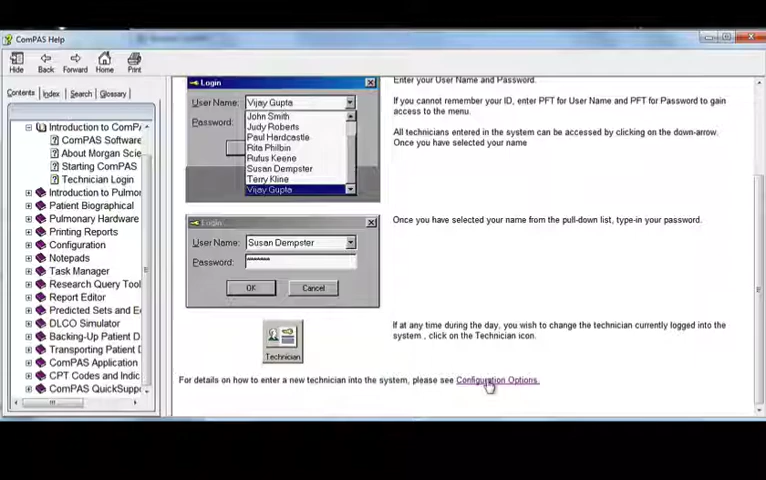 ComPAS Help
Hide Back Forward Home Print
Contents Index Search Glossary
Introduction to ComPA
ComPAS Software
About Morgan Scie
Starting ComPAS
Technician Login
Introduction to Pulmor
Patient Biographical
Pulmonary Hardware
Printing Reports
Configuration
Notepads
Task Manager
Research Query Tool
Report Editor
Predicted Sets and E
DLCO Simulator
Backing-Up Patient D
Transporting Patient D
ComPAS Application
CPT Codes and Indic
ComPAS QuickSuppo
Login
User Name: Vijay Gupta
Password:
John Smith
Judy Roberts
Paul Hardcastle
Rita Philbin
Rufus Keene
Susan Dempster
Terry Kline
Vijay Gupta
Enter your User Name and Password.
If you cannot remember your ID, enter PFT for User Name and PFT for Password to gain
access to the menu.
All technicians entered in the system can be accessed by clicking on the down-arrow.
Once you have selected your name
Login
User Name: Susan Dempster
Password: *******
OK Cancel
Once you have selected your name from the pull-down list, type-in your password.
Technician
If at any time during the day, you wish to change the technician currently logged into the
system , click on the Technician icon.
For details on how to enter a new technician into the system, please see Configuration Options.